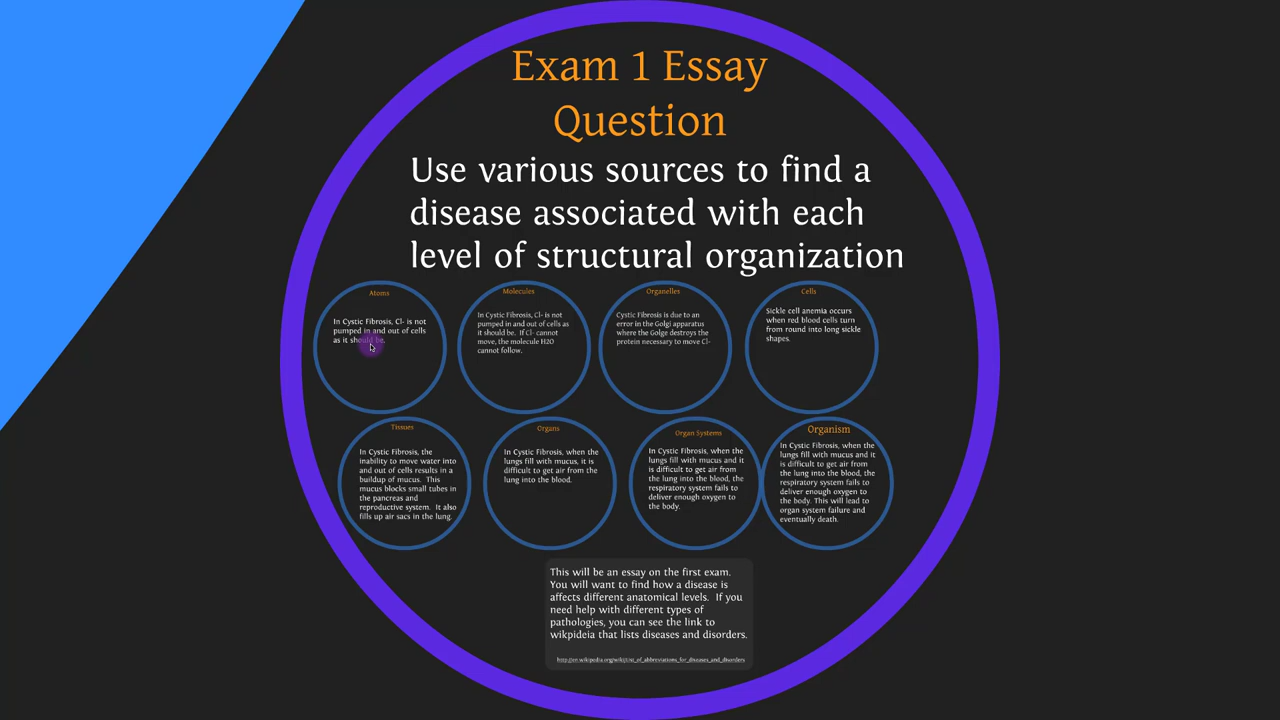 Exam 1 Essay
Question
Use various sources to find a
disease associated with each
level of structural organization
Atoms
In Cystic Fibrosis, Cl- is not
pumped in and out of cells
as it should be.
Molecules
In Cystic Fibrosis, Cl- is not
pumped in and out of cells as
it should be. If Cl- cannot
move, the molecule H20
cannot follow.
Organelles
Cystic Fibrosis is due to an
error in the Golgi apparatus
where the Golge destroys the
protein necessary to move Cl-
Cells
Sickle cell anemia occurs
when red blood cells turn
from round into long sickle
shapes.
Tissues
In Cystic Fibrosis, the
inability to move water into
and out of cells results in a
buildup of mucus. This
mucus blocks small tubes in
the pancreas and
reproductive system. It also
fills up air sacs in the lung.
Organs
In Cystic Fibrosis, when the
lungs fill with mucus, it is
difficult to get air from the
lung into the blood.
Organ Systems
In Cystic Fibrosis, when the
lungs fill with mucus and it
is difficult to get air from
the lung into the blood, the
respiratory system fails to
deliver enough oxygen to
the body.
Organism
In Cystic Fibrosis, when the
lungs fill with mucus and it
is difficult to get air from
the lung into the blood, the
respiratory system fails to
deliver enough oxygen to
the body. This will lead to
organ system failure and
eventually death.
This will be an essay on the first exam.
You will want to find how a disease is
affects different anatomical levels. If you
need help with different types of
pathologies, you can see the link to
wikpideia that lists diseases and disorders.
http://en.wikipedia.org/wiki/List_of_abbreviations_for_diseases_and_disorders